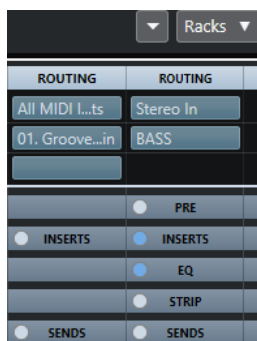 Racks
ROUTING ROUTING
All MIDI I...ts Stereo In
01. Groove...in BASS
PRE
INSERTS INSERTS
EQ
STRIP
SENDS SENDS